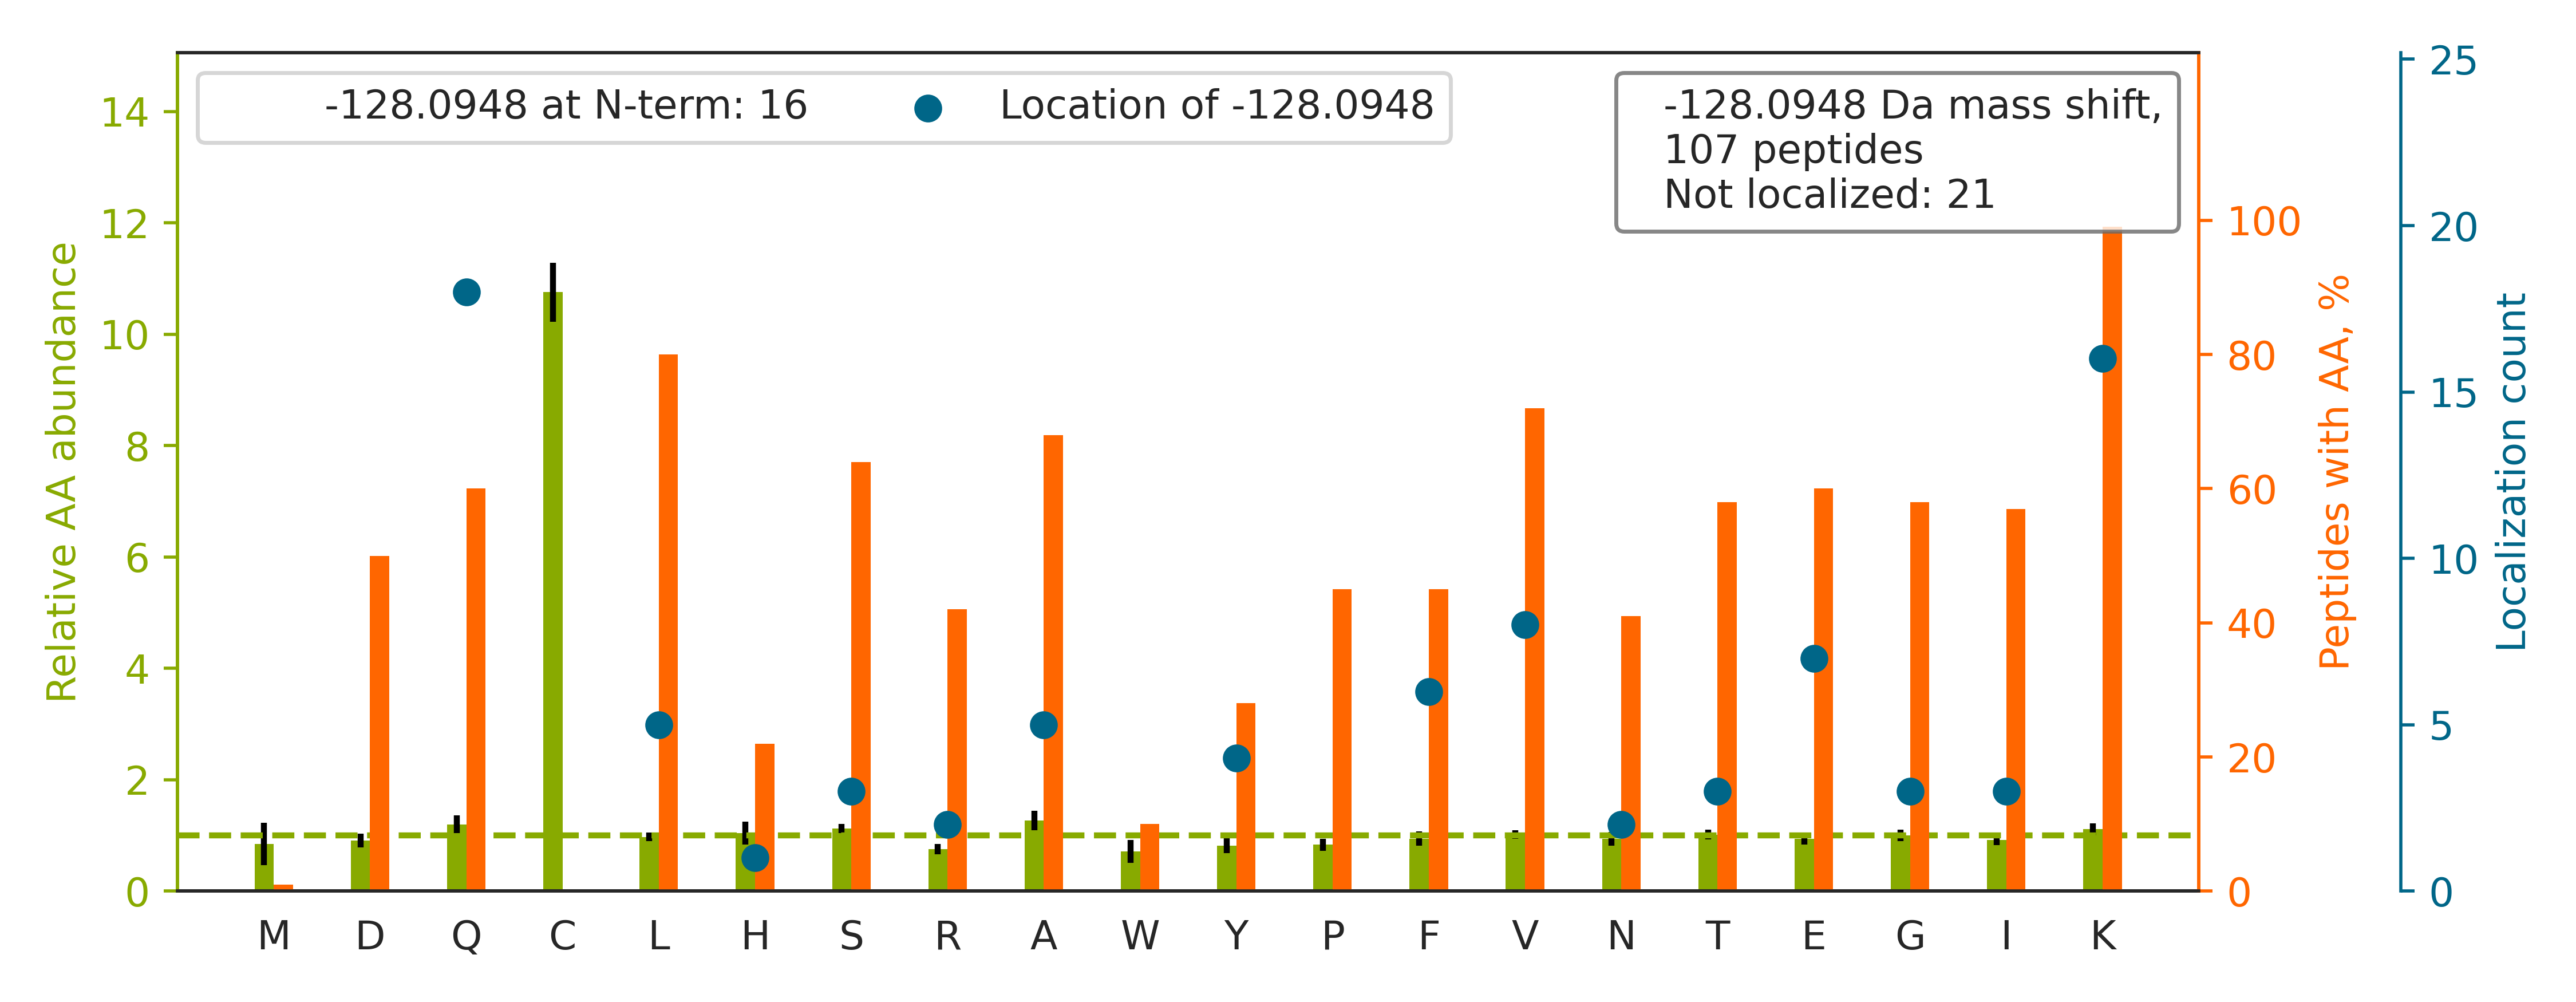 -128.0948 at N-term: 16
Location of -128.0948
-128.0948 Da mass shift,
107 peptides
Not localized: 21
Relative AA abundance
14
12
10
8
6
4
2
0
Peptides with AA, %
100
80
60
40
20
0
Localization count
25
20
15
10
5
0
M D Q C L H S R A W Y P F V N T E G I K